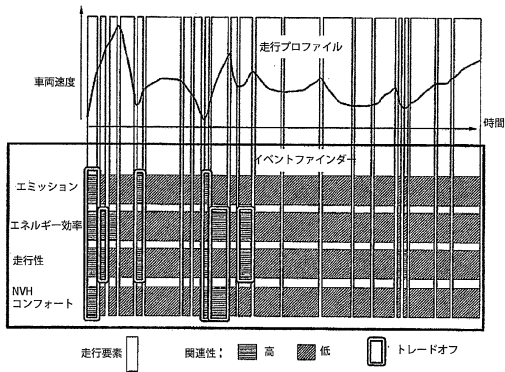 走行プロファイル
車両速度
時間
イベントファインダー
エミッション
エネルギー効率
走行性
NVH
コンフォート
走行要素
関連性: 高 低
トレードオフ